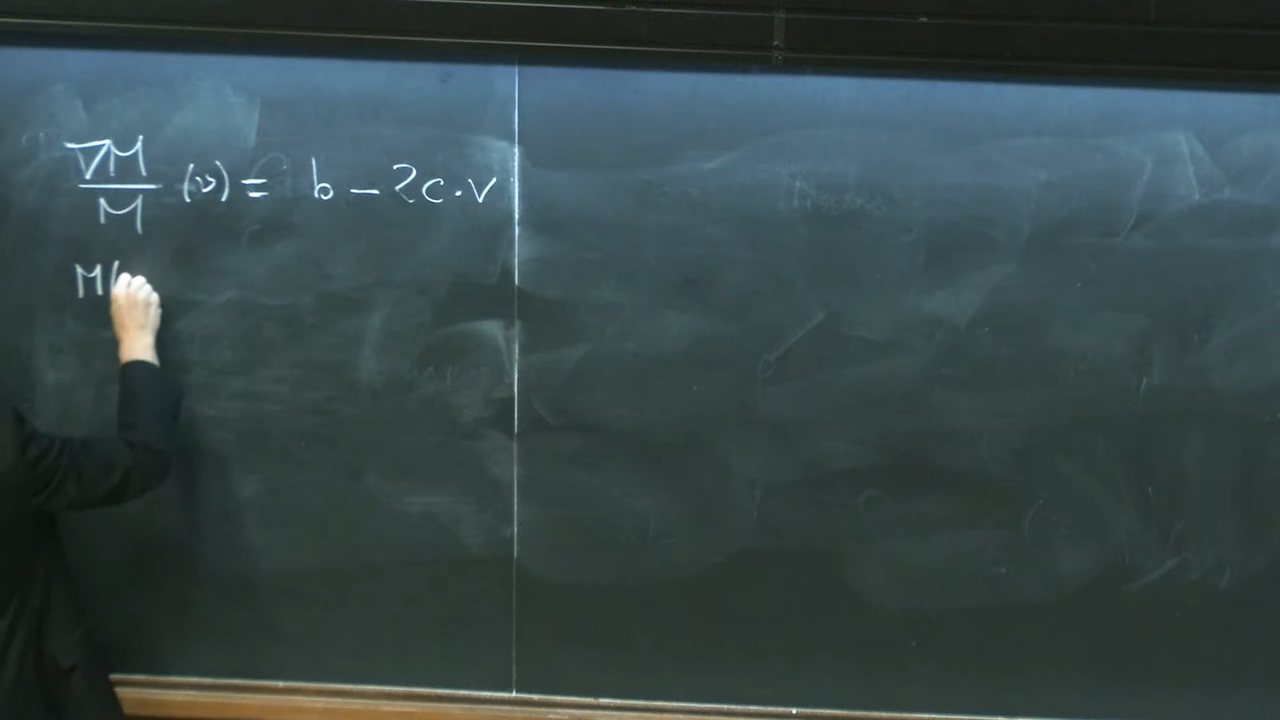 ∇M/M (v) = b − 2c·v
M(